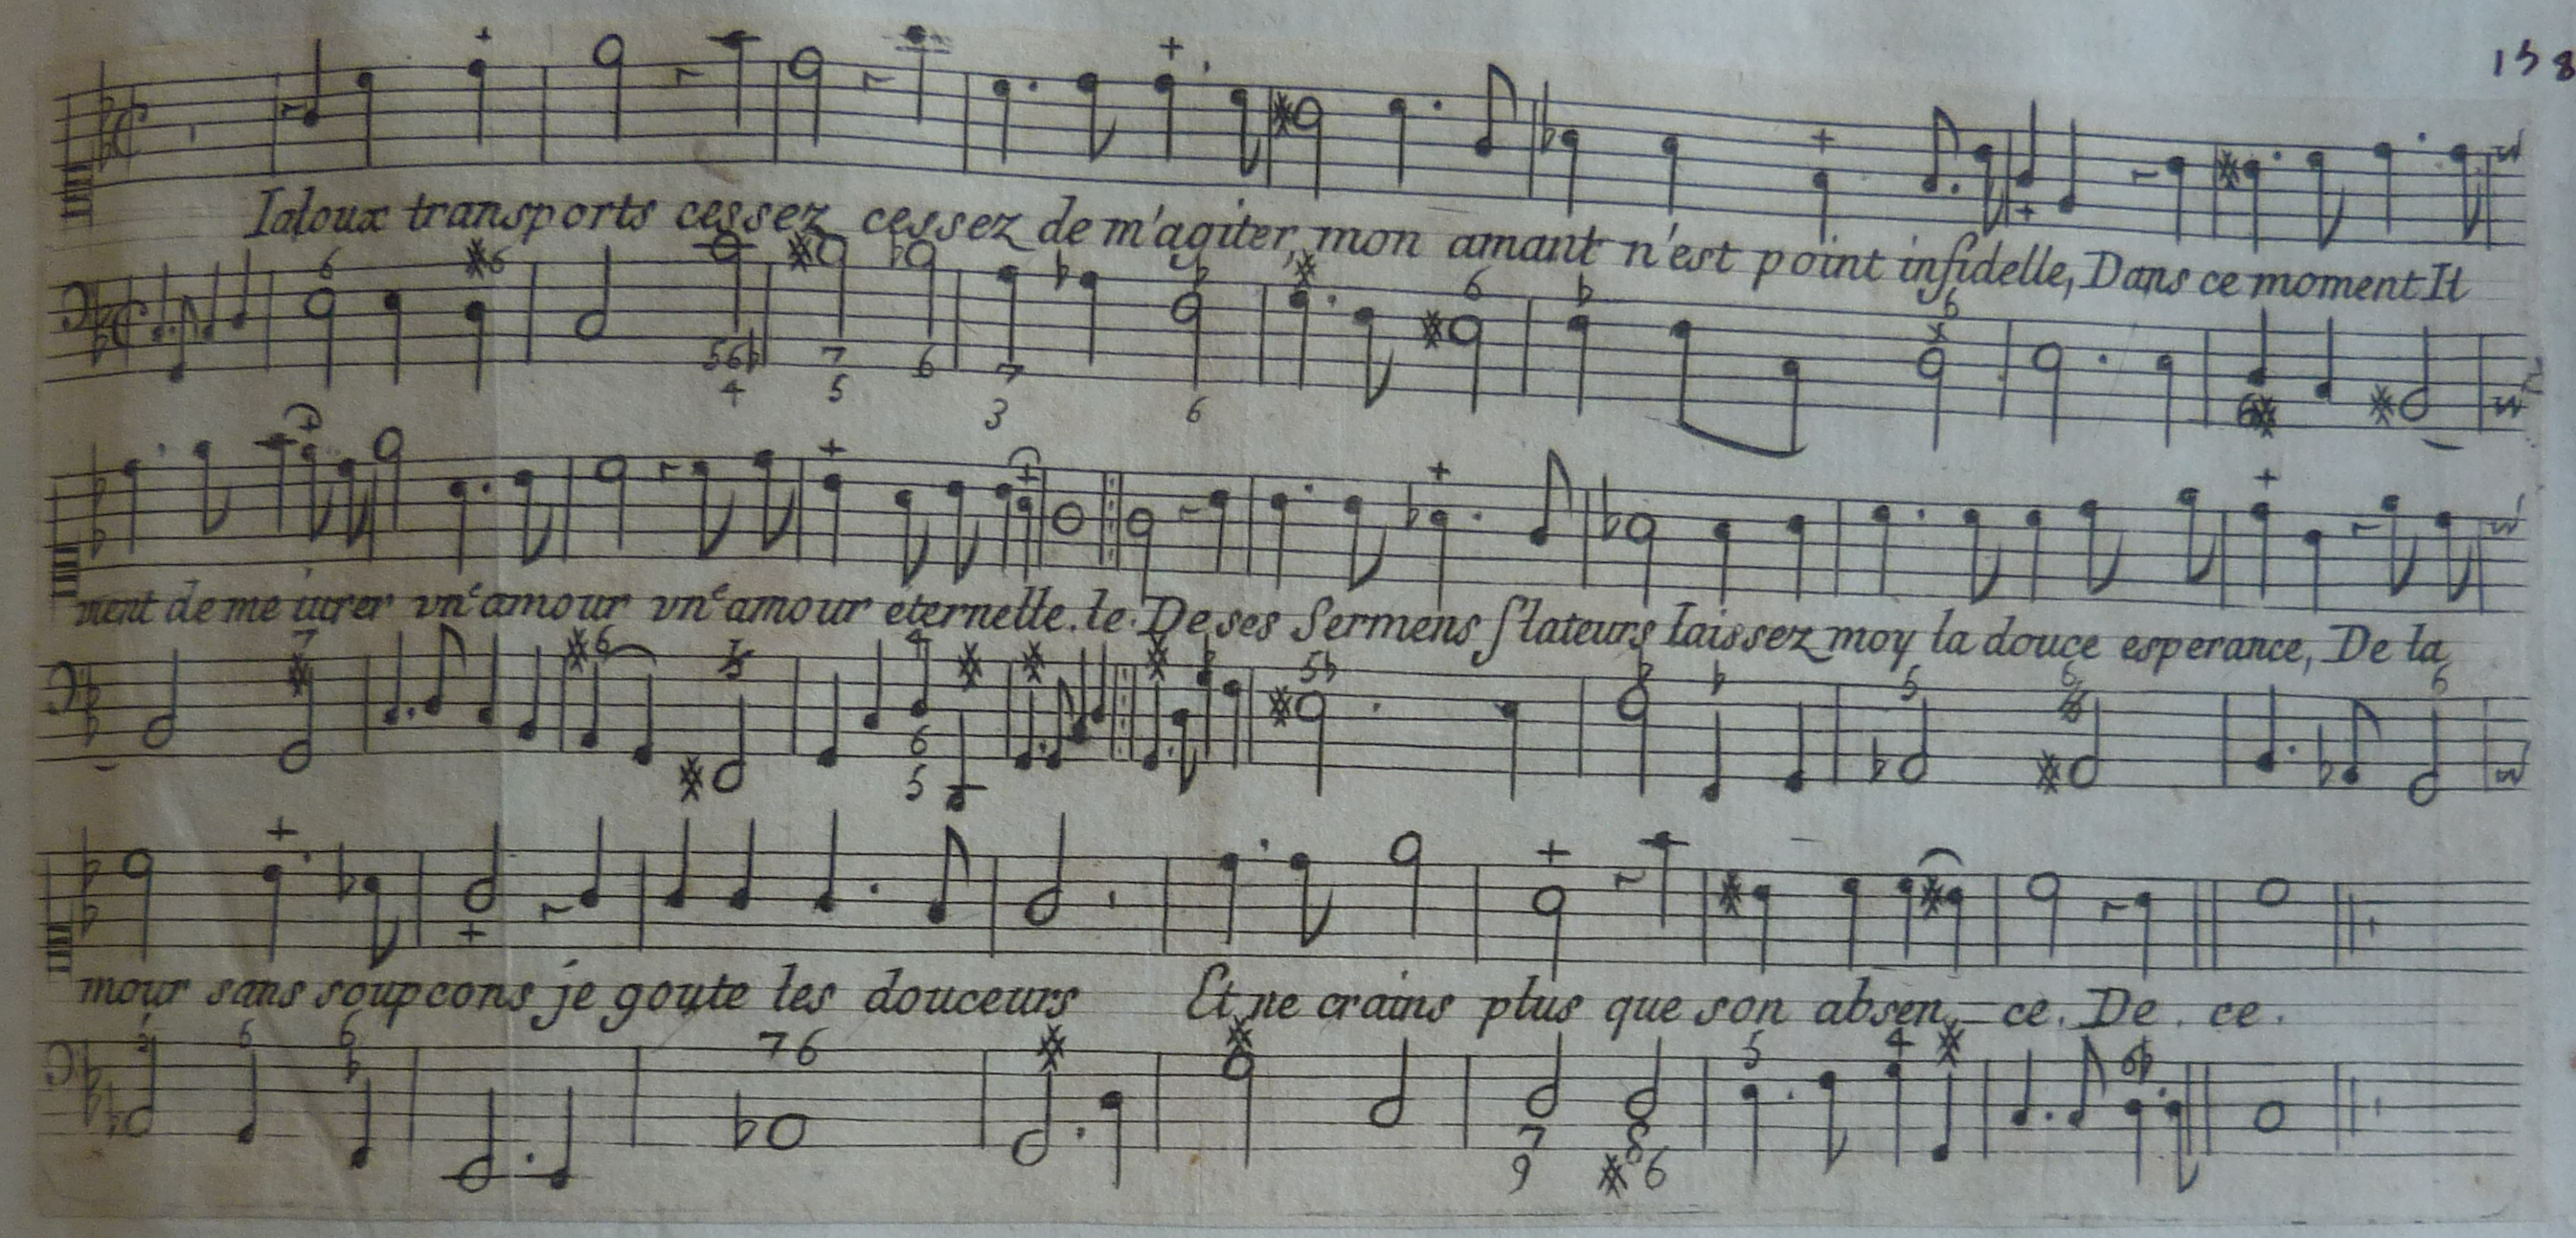 138
Ialoux transports cessez cessez de m'agiter, mon amant n'est point infidelle, Dans ce moment It
vient de me iurer vn^e amour vn^e amour eternelle. le. De ses Sermens flateurs laissez moy la douce esperance, De la
mour sans soupcons je goute les douceurs Et ne crains plus que son absen_ce. De. ce.